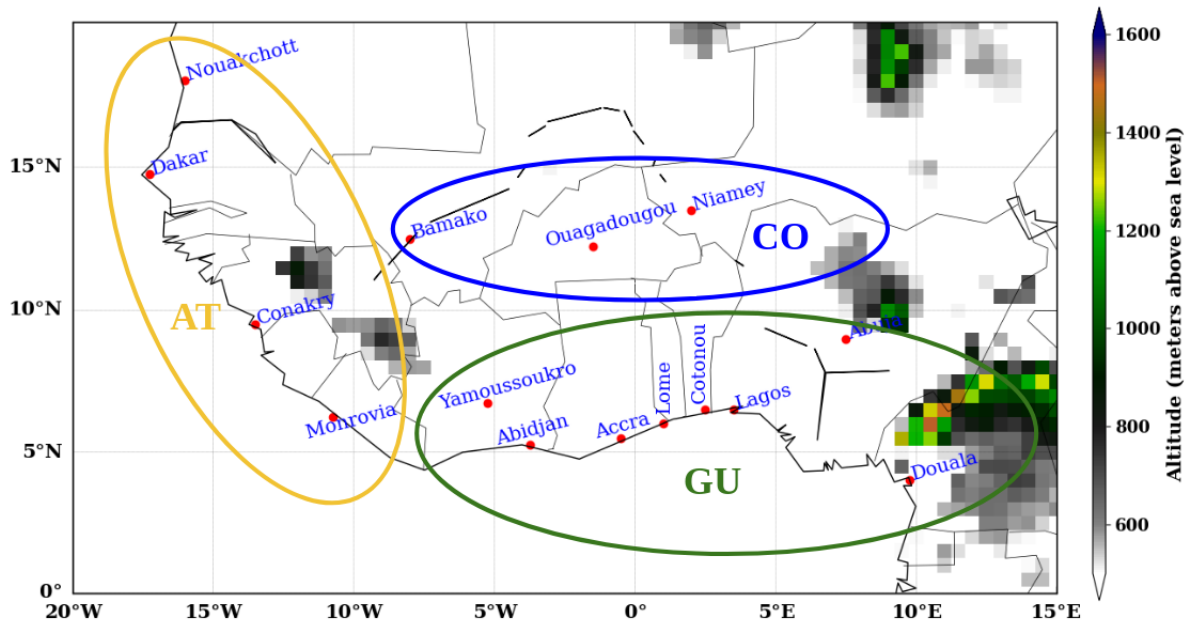 Nouakchott
Dakar
Bamako
Ouagadougou
Niamey
CO
AT
Conakry
Abuja
Monrovia
Yamoussoukro
Abidjan
Accra
Lome
Cotonou
Lagos
GU
Douala
15°N
10°N
5°N
0°
20°W
15°W
10°W
5°W
0°
5°E
10°E
15°E
1600
1400
1200
1000
800
600
Altitude (meters above sea level)